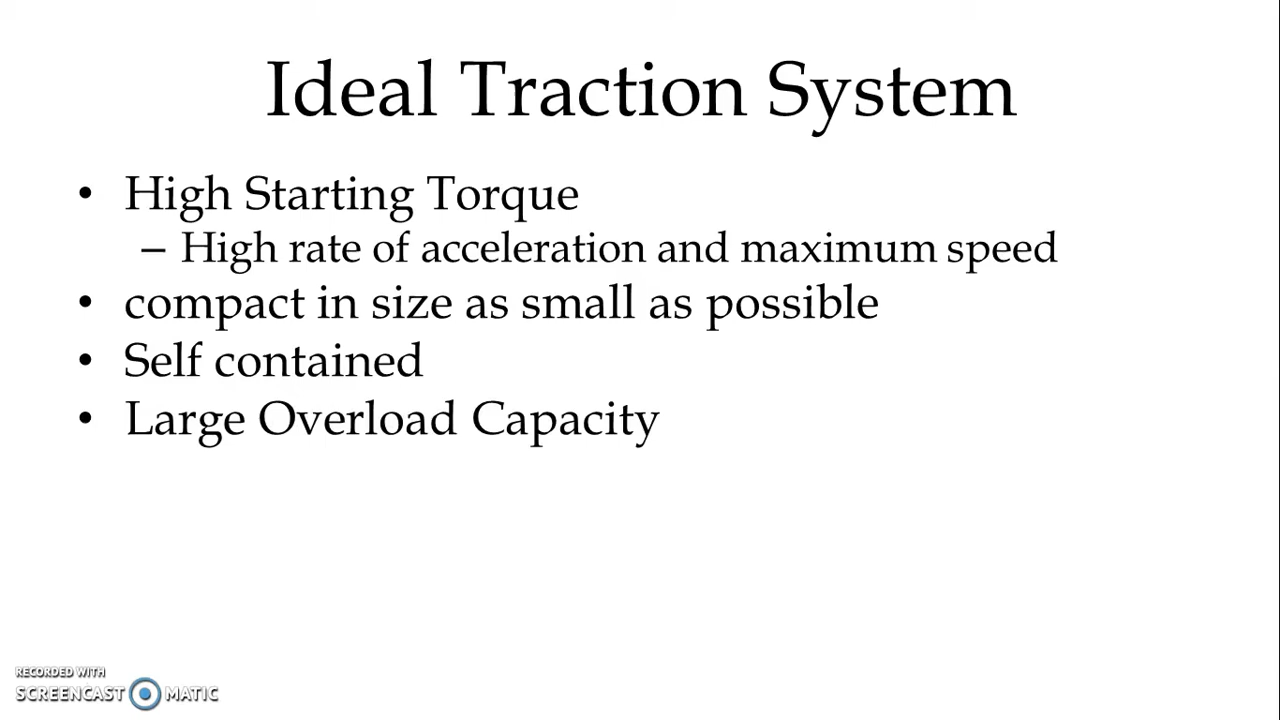 Ideal Traction System
• High Starting Torque
– High rate of acceleration and maximum speed
• compact in size as small as possible
• Self contained
• Large Overload Capacity
RECORDED WITH
SCREENCAST MATIC